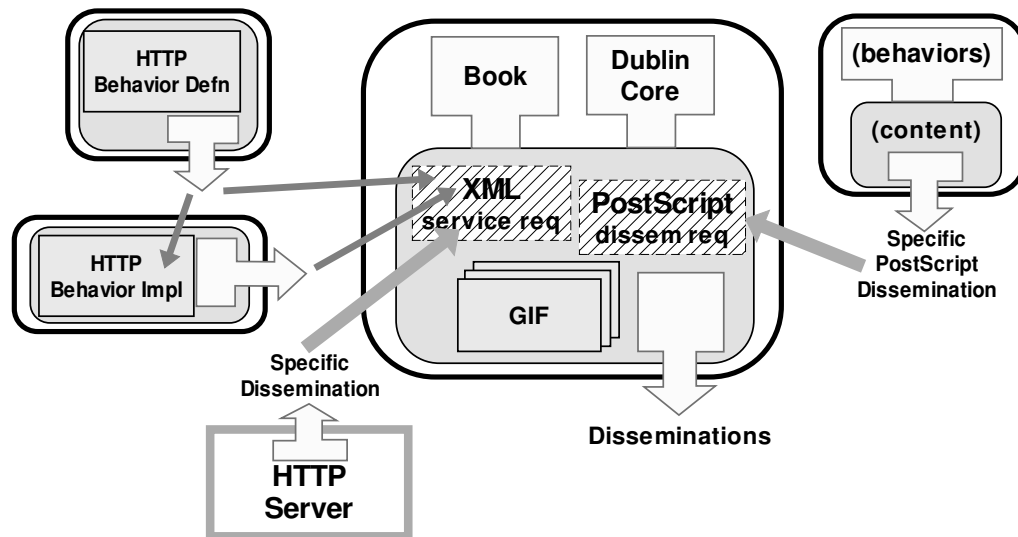 HTTP
Behavior Defn
Book
Dublin
Core
(behaviors)
(content)
XML
service req
PostScript
dissem req
HTTP
Behavior Impl
GIF
Specific
PostScript
Dissemination
Specific
Dissemination
Disseminations
HTTP
Server